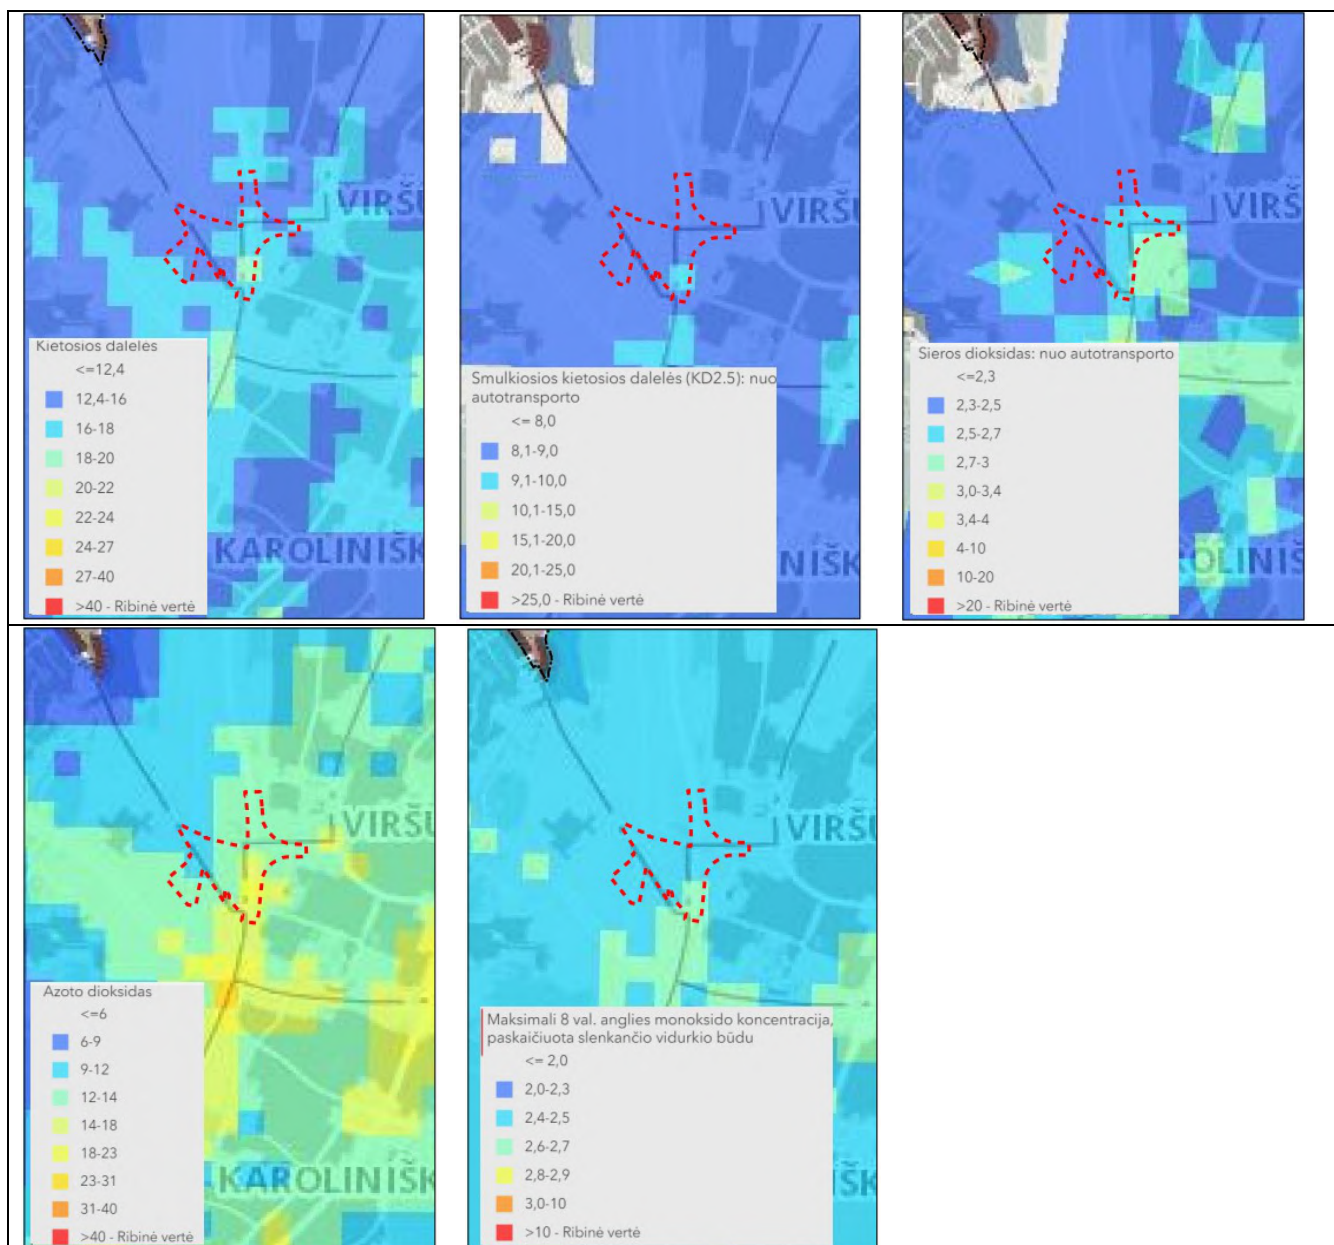 VIRŠU
Kietosios dalelės
<=12,4
12,4-16
16-18
18-20
20-22
22-24
24-27
27-40
>40 - Ribinė vertė
KAROLINIŠK
Smulkiosios kietosios dalelės (KD2.5): nuo
autotransporto
<= 8,0
8,1-9,0
9,1-10,0
10,1-15,0
15,1-20,0
20,1-25,0
>25,0 - Ribinė vertė
VIRŠU
NIŠK
VIRŠ
Sieros dioksidas: nuo autotransporto
<=2,3
2,3-2,5
2,5-2,7
2,7-3
3,0-3,4
3,4-4
4-10
10-20
>20 - Ribinė vertė
OLINIŠK
VIRŠU
Azoto dioksidas
<=6
6-9
9-12
12-14
14-18
18-23
23-31
31-40
>40 - Ribinė vertė
KAROLINIŠK
VIRŠU
Maksimali 8 val. anglies monoksido koncentracija,
paskaičiuota slenkančio vidurkio būdu
<= 2,0
2,0-2,3
2,4-2,5
2,6-2,7
2,8-2,9
3,0-10
>10 - Ribinė vertė
ŠK